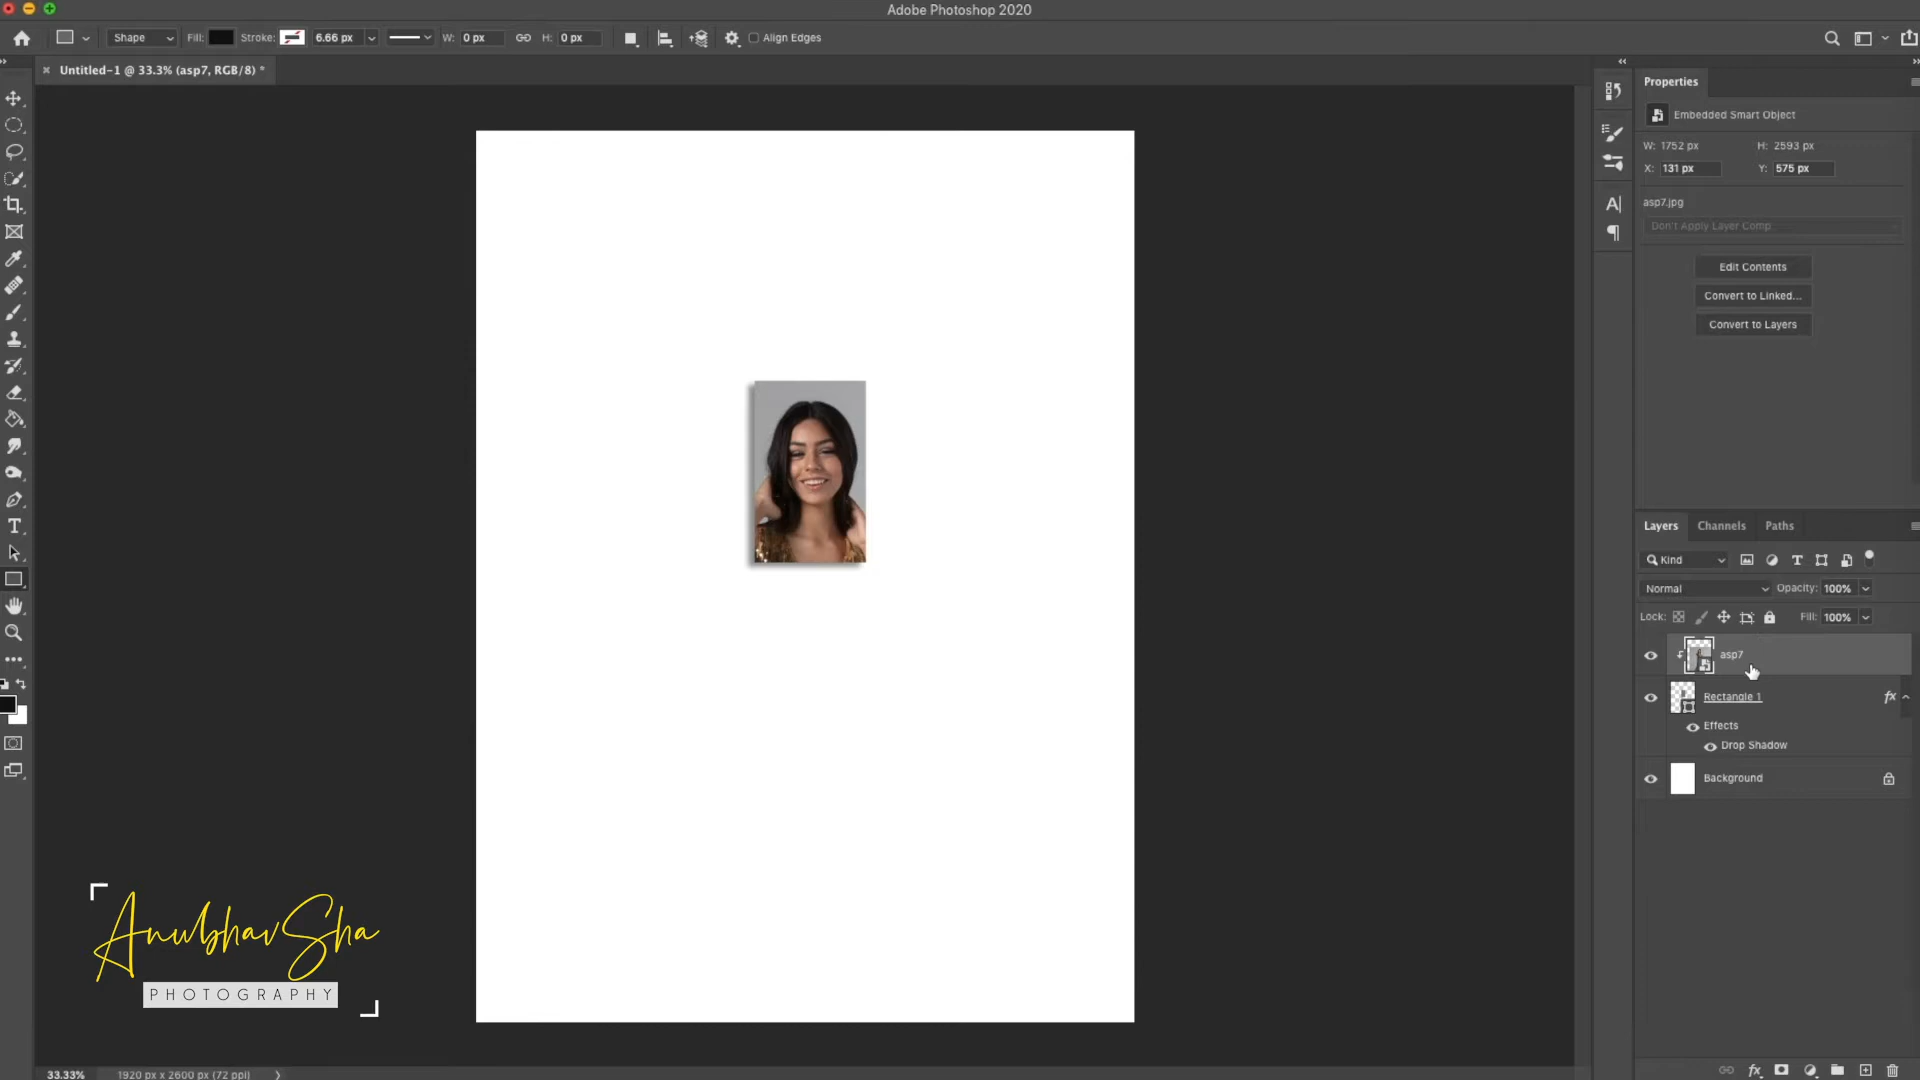 Adobe Photoshop 2020
Shape Fill: Stroke: 6.66 px W: 0 px H: 0 px Align Edges
Untitled-1 @ 33.3% (asp7, RGB/8) *
Properties
Embedded Smart Object
W: 1752 px H: 2593 px
X: 131 px Y: 575 px
asp7.jpg
Don't Apply Layer Comp
Edit Contents
Convert to Linked...
Convert to Layers
Layers Channels Paths
Kind
Normal Opacity: 100%
Lock: Fill: 100%
asp7
Rectangle 1 fx
Effects
Drop Shadow
Background
AnubhavSha
PHOTOGRAPHY
33.33% 1920 px x 2600 px (72 ppi)
fx